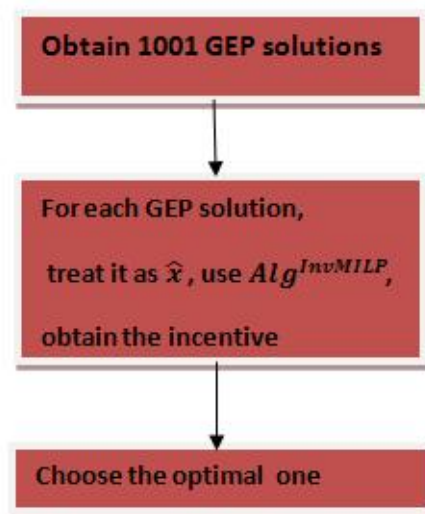 Obtain 1001 GEP solutions
For each GEP solution,
treat it as x̂, use Alg^InvMILP,
obtain the incentive
Choose the optimal one